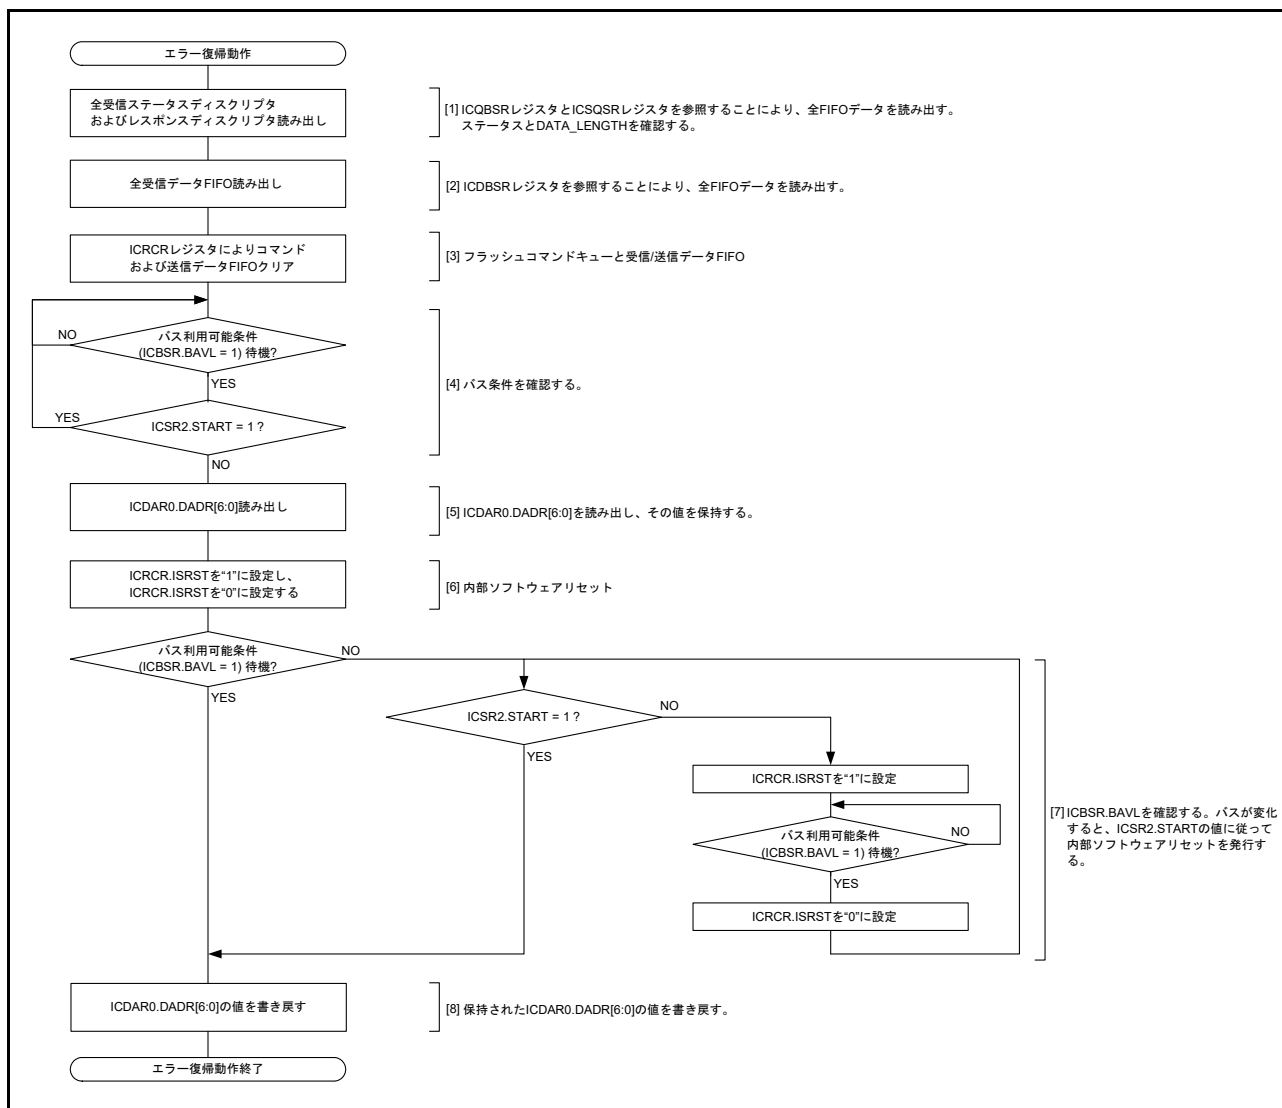 エラー復帰動作
全受信ステータスディスクリプタ
およびレスポンスディスクリプタ読み出し
[1] ICQBSRレジスタとICSQSRレジスタを参照することにより、全FIFOデータを読み出す。
ステータスとDATA_LENGTHを確認する。
全受信データFIFO読み出し
[2] ICDBSRレジスタを参照することにより、全FIFOデータを読み出す。
ICRCRレジスタによりコマンド
および送信データFIFOクリア
[3] フラッシュコマンドキューと受信/送信データFIFO
NO
バス利用可能条件
(ICBSR.BAVL = 1) 待機?
YES
[4] バス条件を確認する。
YES
ICSR2.START = 1 ?
NO
ICDAR0.DADR[6:0]読み出し
[5] ICDAR0.DADR[6:0]を読み出し、その値を保持する。
ICRCR.ISRSTを“1”に設定し、
ICRCR.ISRSTを“0”に設定する
[6] 内部ソフトウェアリセット
バス利用可能条件
(ICBSR.BAVL = 1) 待機?
NO
YES
ICSR2.START = 1 ?
NO
YES
ICRCR.ISRSTを“1”に設定
バス利用可能条件
(ICBSR.BAVL = 1) 待機?
NO
YES
ICRCR.ISRSTを“0”に設定
[7] ICBSR.BAVLを確認する。バスが変化
すると、ICSR2.STARTの値に従って
内部ソフトウェアリセットを発行す
る。
ICDAR0.DADR[6:0]の値を書き戻す
[8] 保持されたICDAR0.DADR[6:0]の値を書き戻す。
エラー復帰動作終了